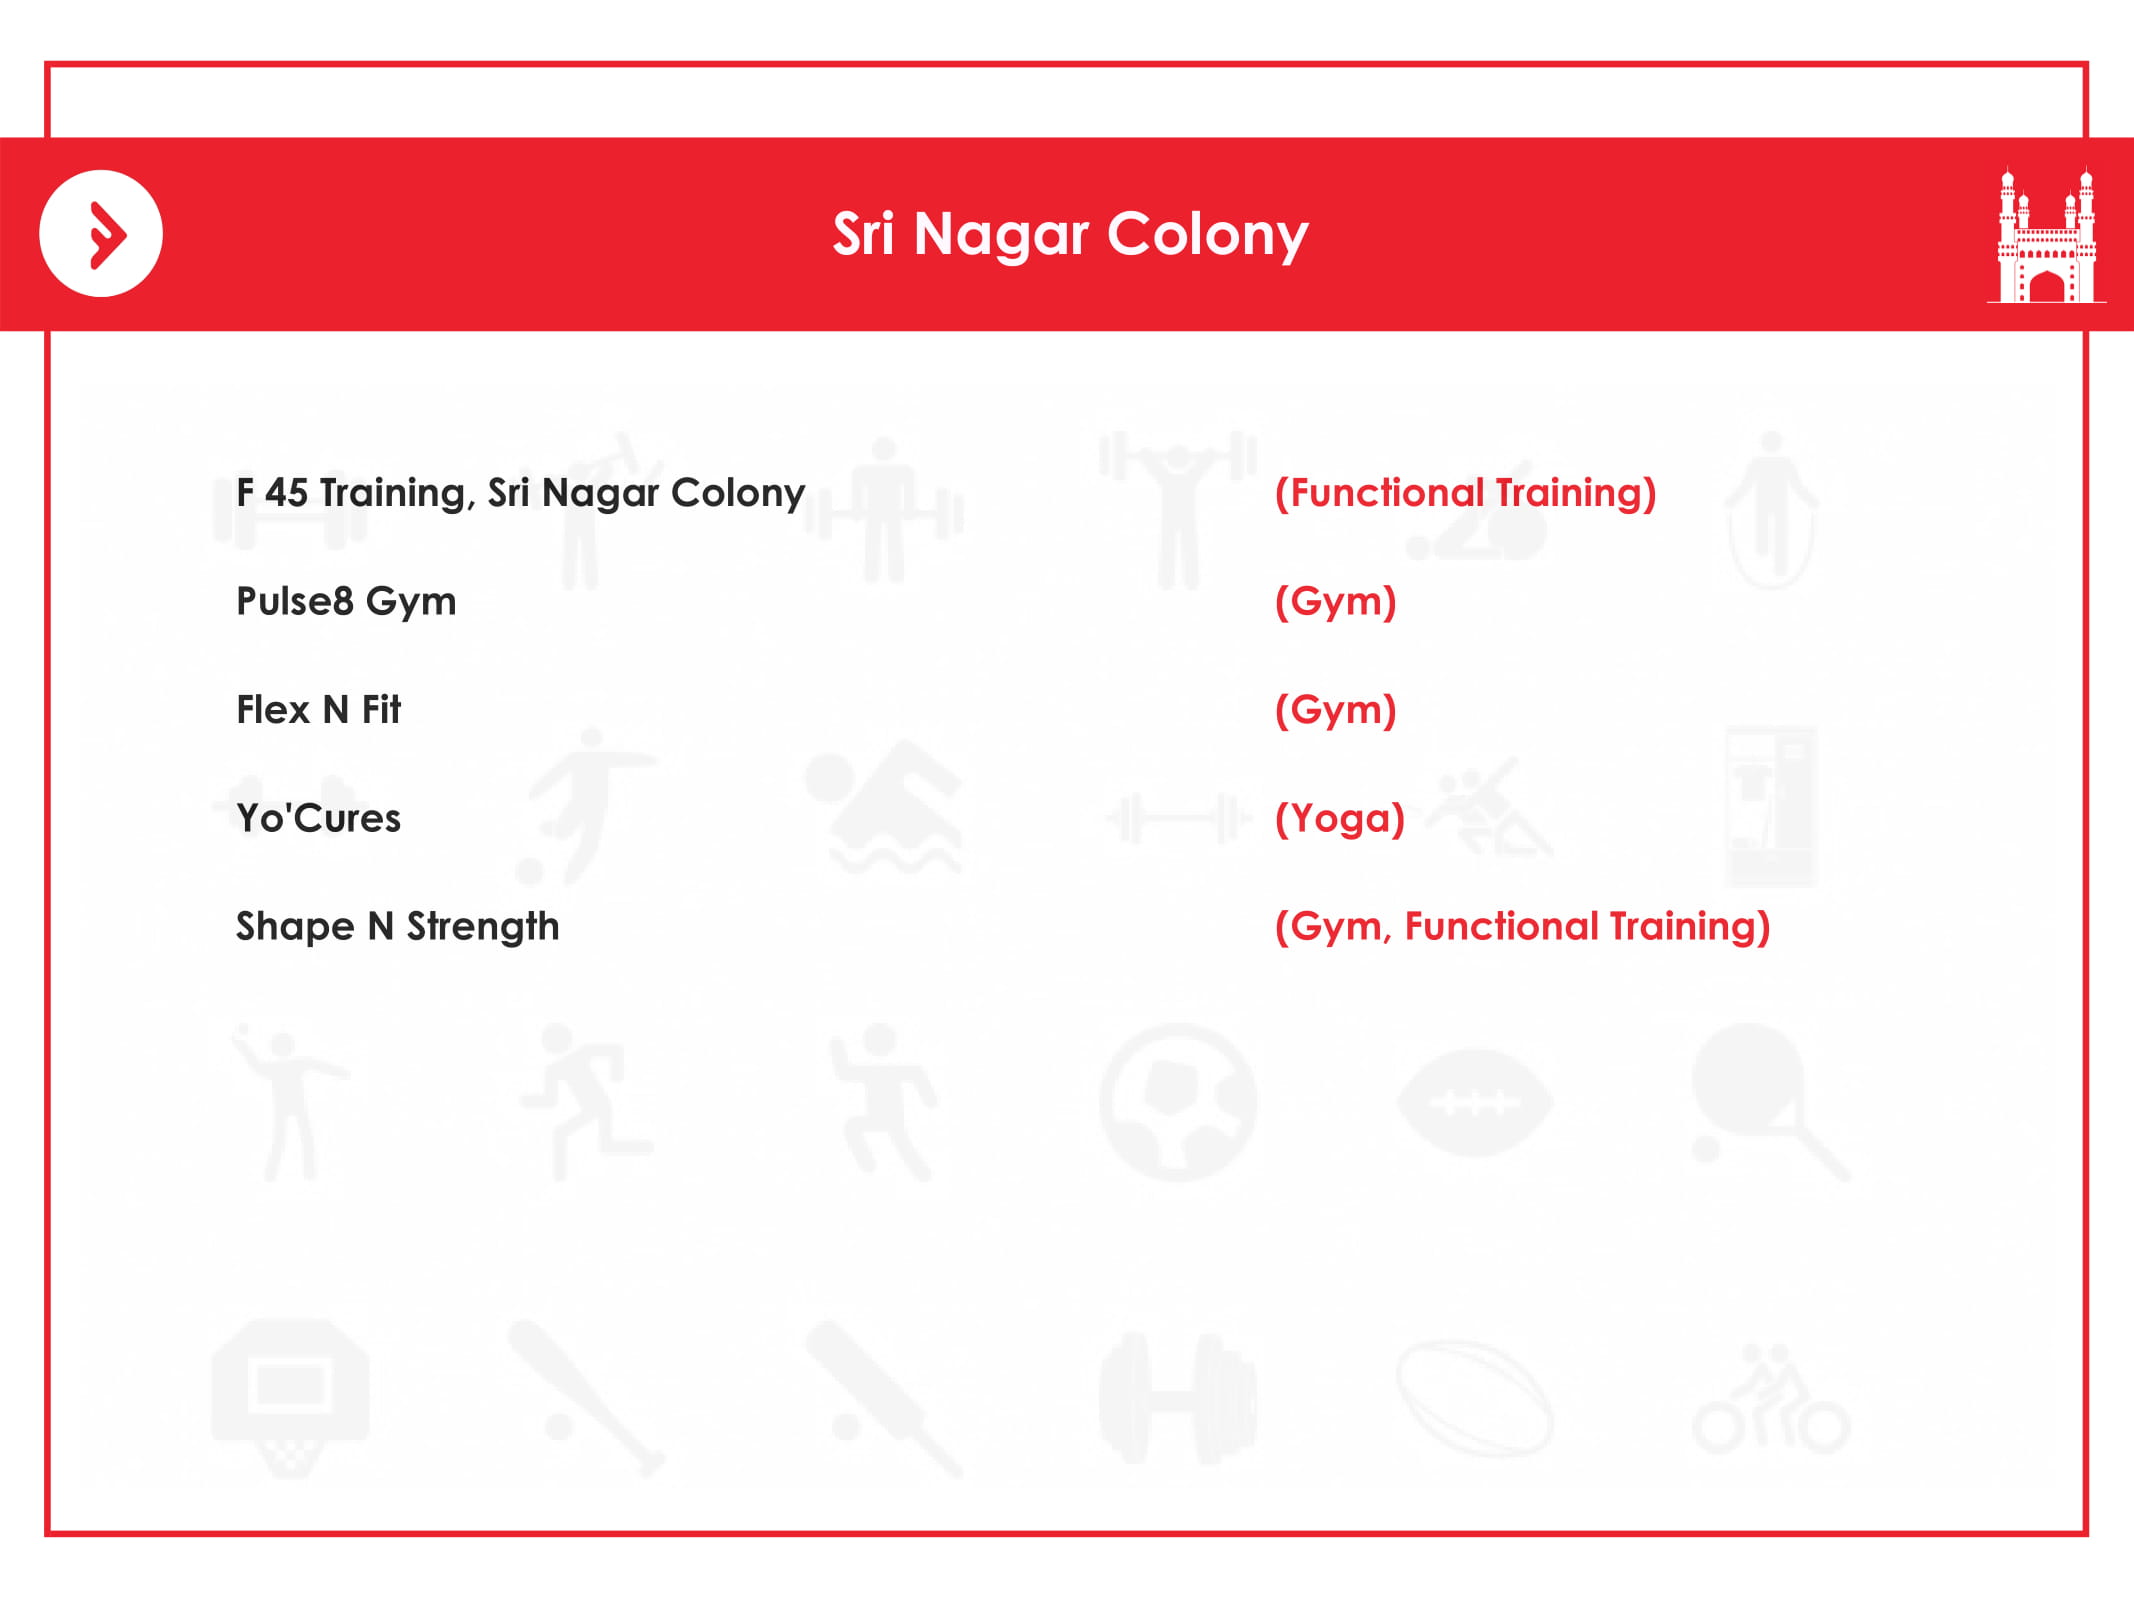 Sri Nagar Colony
F 45 Training, Sri Nagar Colony (Functional Training)
Pulse8 Gym (Gym)
Flex N Fit (Gym)
Yo'Cures (Yoga)
Shape N Strength (Gym, Functional Training)